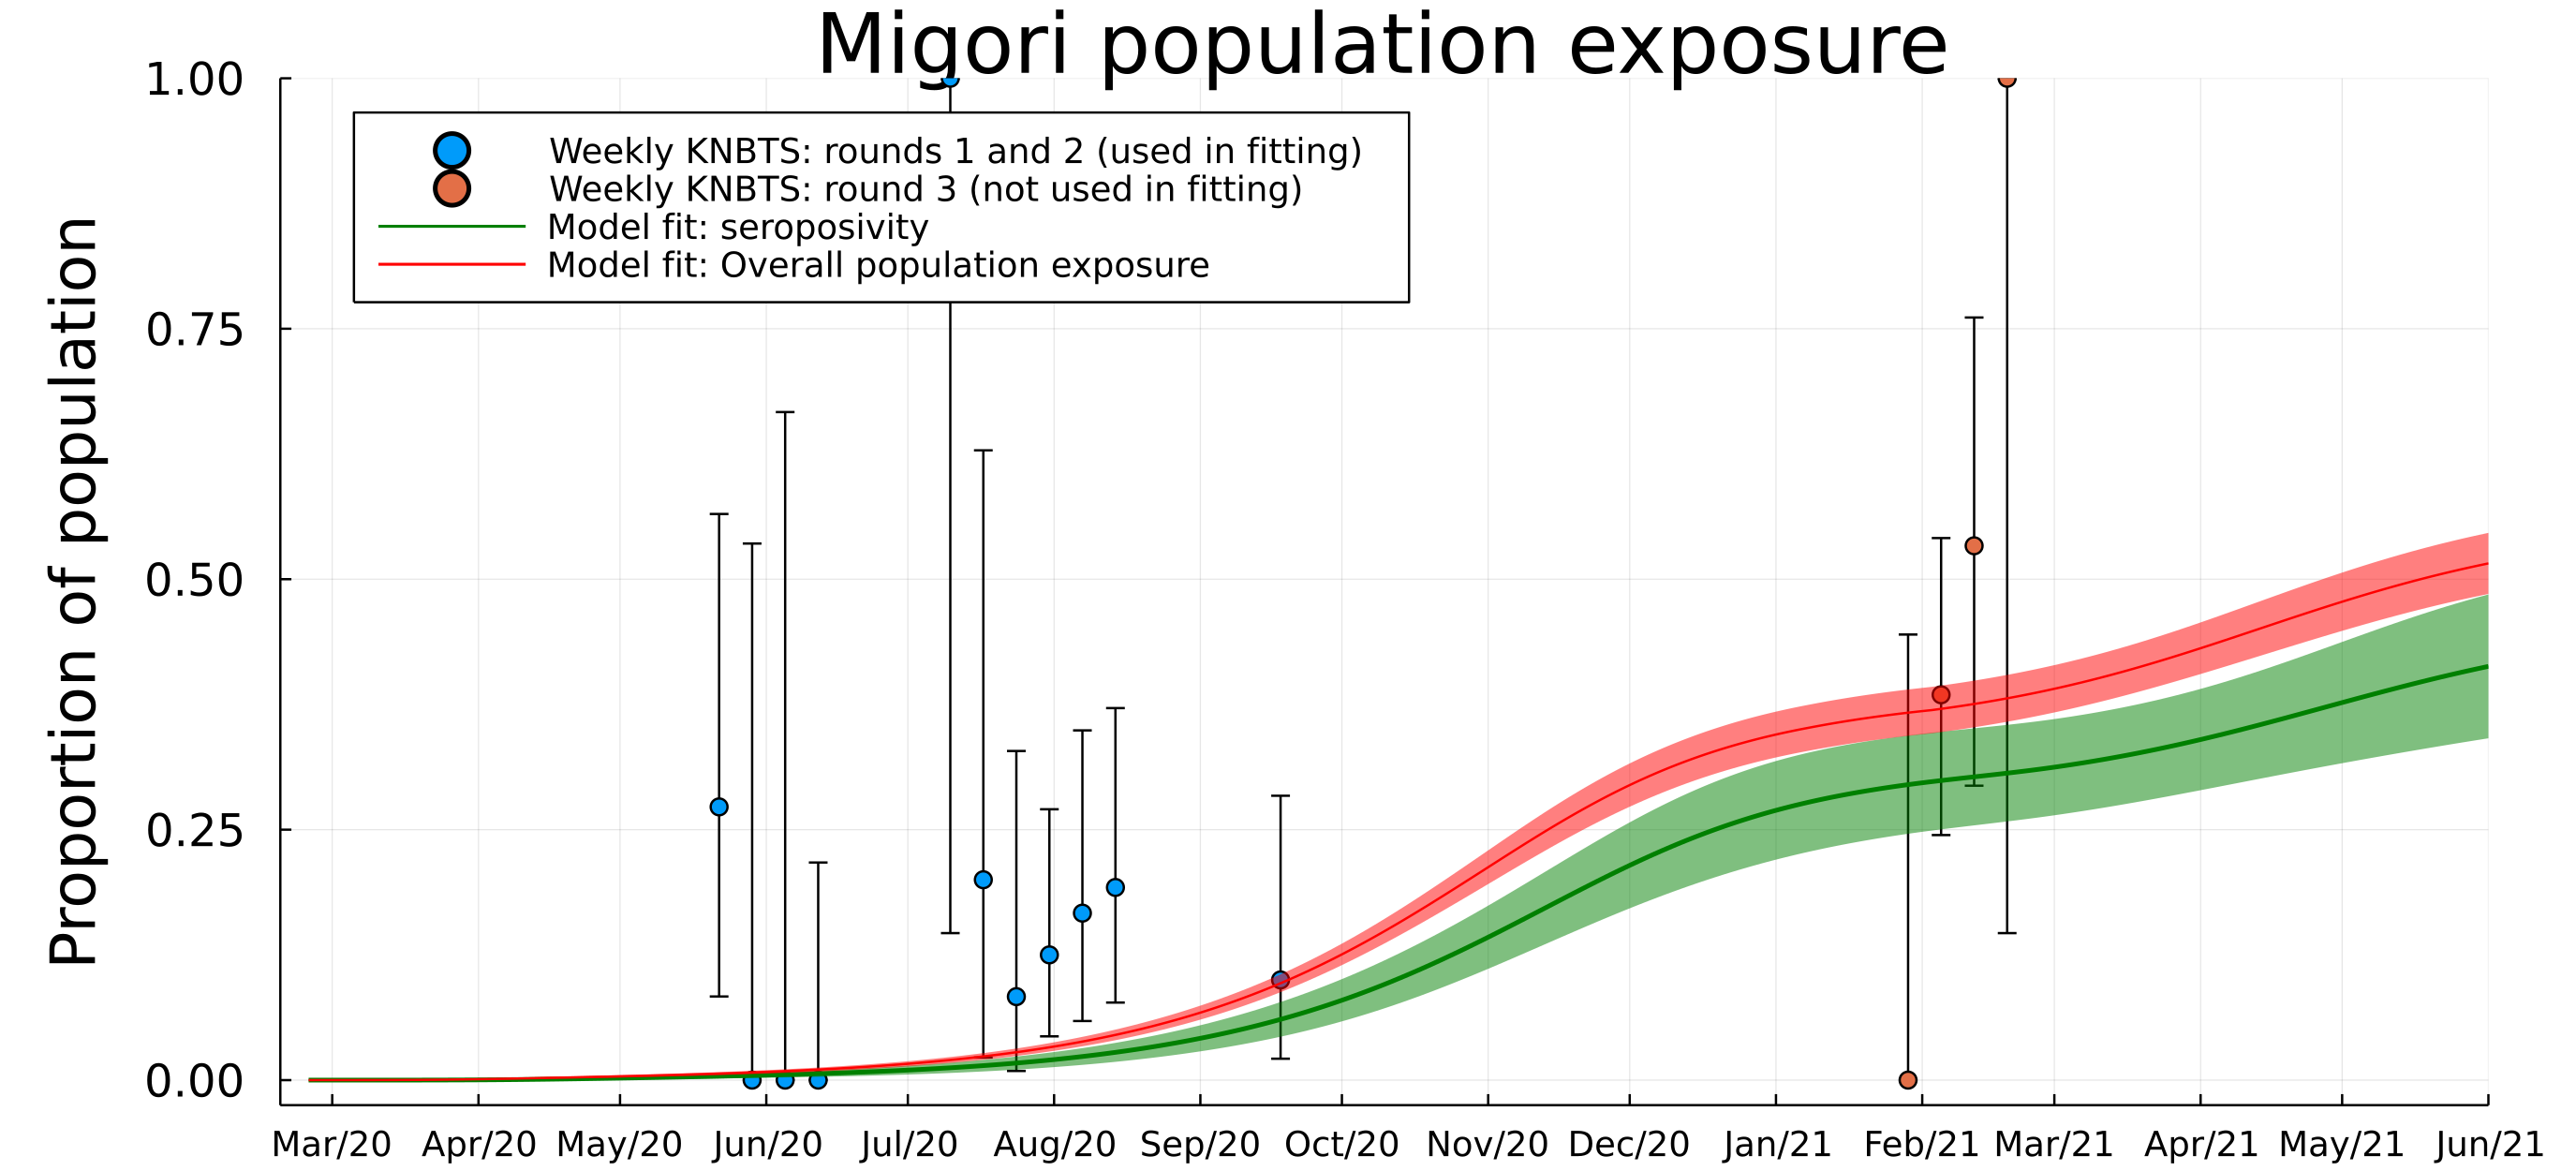 Migori population exposure
1.00
0.75
0.50
0.25
0.00
Proportion of population
Weekly KNBTS: rounds 1 and 2 (used in fitting)
Weekly KNBTS: round 3 (not used in fitting)
Model fit: seroposivity
Model fit: Overall population exposure
Mar/20 Apr/20 May/20 Jun/20 Jul/20 Aug/20 Sep/20 Oct/20 Nov/20 Dec/20 Jan/21 Feb/21 Mar/21 Apr/21 May/21 Jun/21